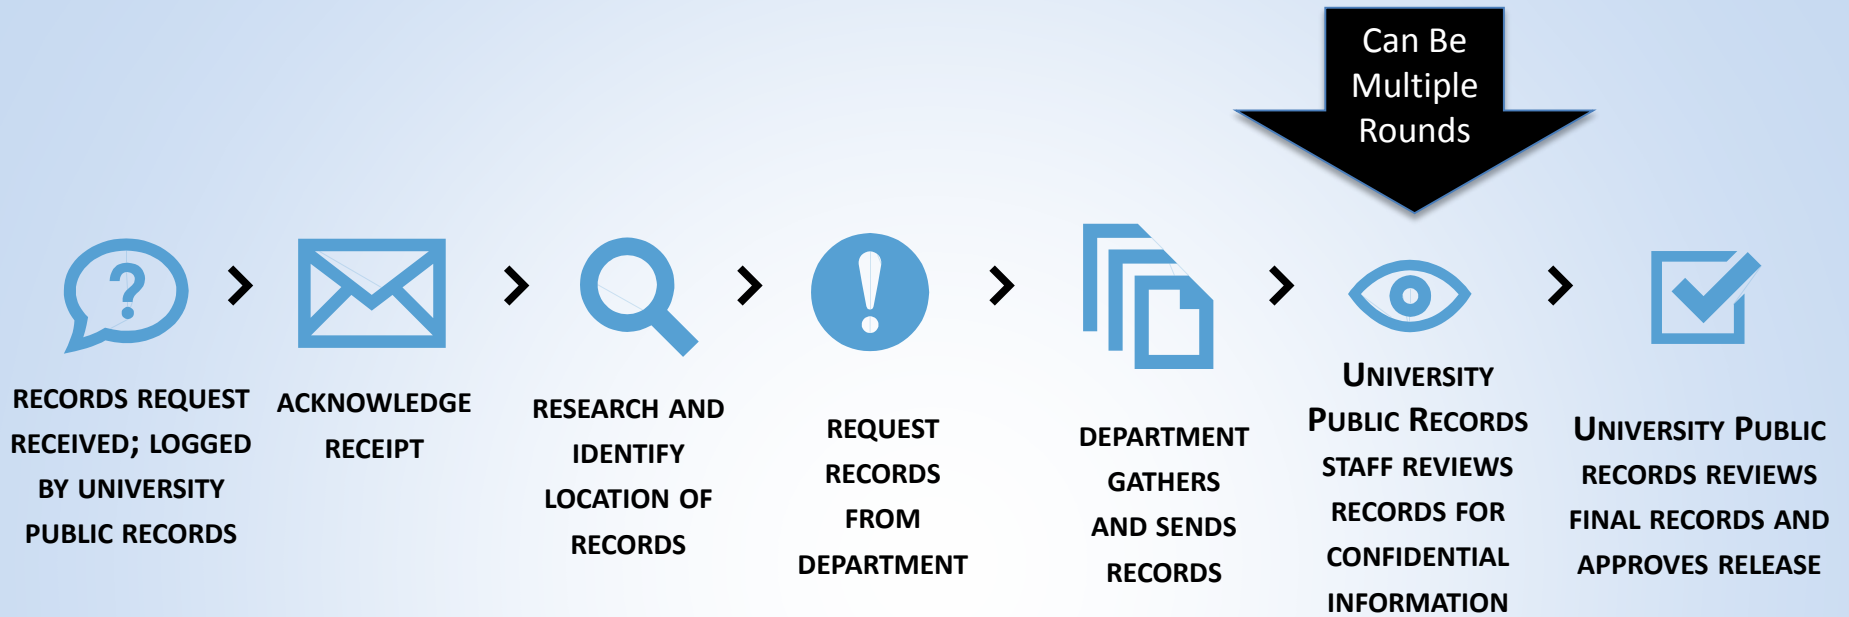 Can Be
Multiple
Rounds
?
!
RECORDS REQUEST
RECEIVED; LOGGED
BY UNIVERSITY
PUBLIC RECORDS
ACKNOWLEDGE
RECEIPT
RESEARCH AND
IDENTIFY
LOCATION OF
RECORDS
REQUEST
RECORDS
FROM
DEPARTMENT
DEPARTMENT
GATHERS
AND SENDS
RECORDS
UNIVERSITY
PUBLIC RECORDS
STAFF REVIEWS
RECORDS FOR
CONFIDENTIAL
INFORMATION
UNIVERSITY PUBLIC
RECORDS REVIEWS
FINAL RECORDS AND
APPROVES RELEASE